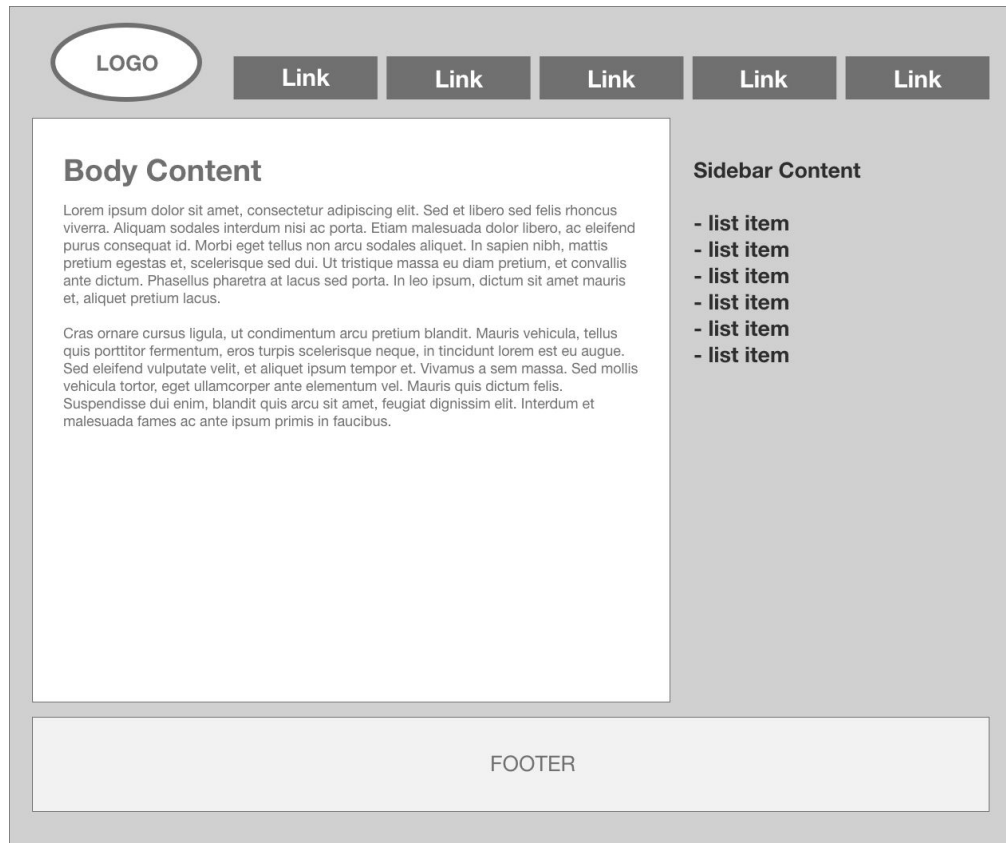 LOGO
Link
Link
Link
Link
Link
Body Content
Lorem ipsum dolor sit amet, consectetur adipiscing elit. Sed et libero sed felis rhoncus
viverra. Aliquam sodales interdum nisi ac porta. Etiam malesuada dolor libero, ac eleifend
purus consequat id. Morbi eget tellus non arcu sodales aliquet. In sapien nibh, mattis
pretium egestas et, scelerisque sed dui. Ut tristique massa eu diam pretium, et convallis
ante dictum. Phasellus pharetra at lacus sed porta. In leo ipsum, dictum sit amet mauris
et, aliquet pretium lacus.
Cras ornare cursus ligula, ut condimentum arcu pretium blandit. Mauris vehicula, tellus
quis porttitor fermentum, eros turpis scelerisque neque, in tincidunt lorem est eu augue.
Sed eleifend vulputate velit, et aliquet ipsum tempor et. Vivamus a sem massa. Sed mollis
vehicula tortor, eget ullamcorper ante elementum vel. Mauris quis dictum felis.
Suspendisse dui enim, blandit quis arcu sit amet, feugiat dignissim elit. Interdum et
malesuada fames ac ante ipsum primis in faucibus.
Sidebar Content
- list item
- list item
- list item
- list item
- list item
- list item
FOOTER